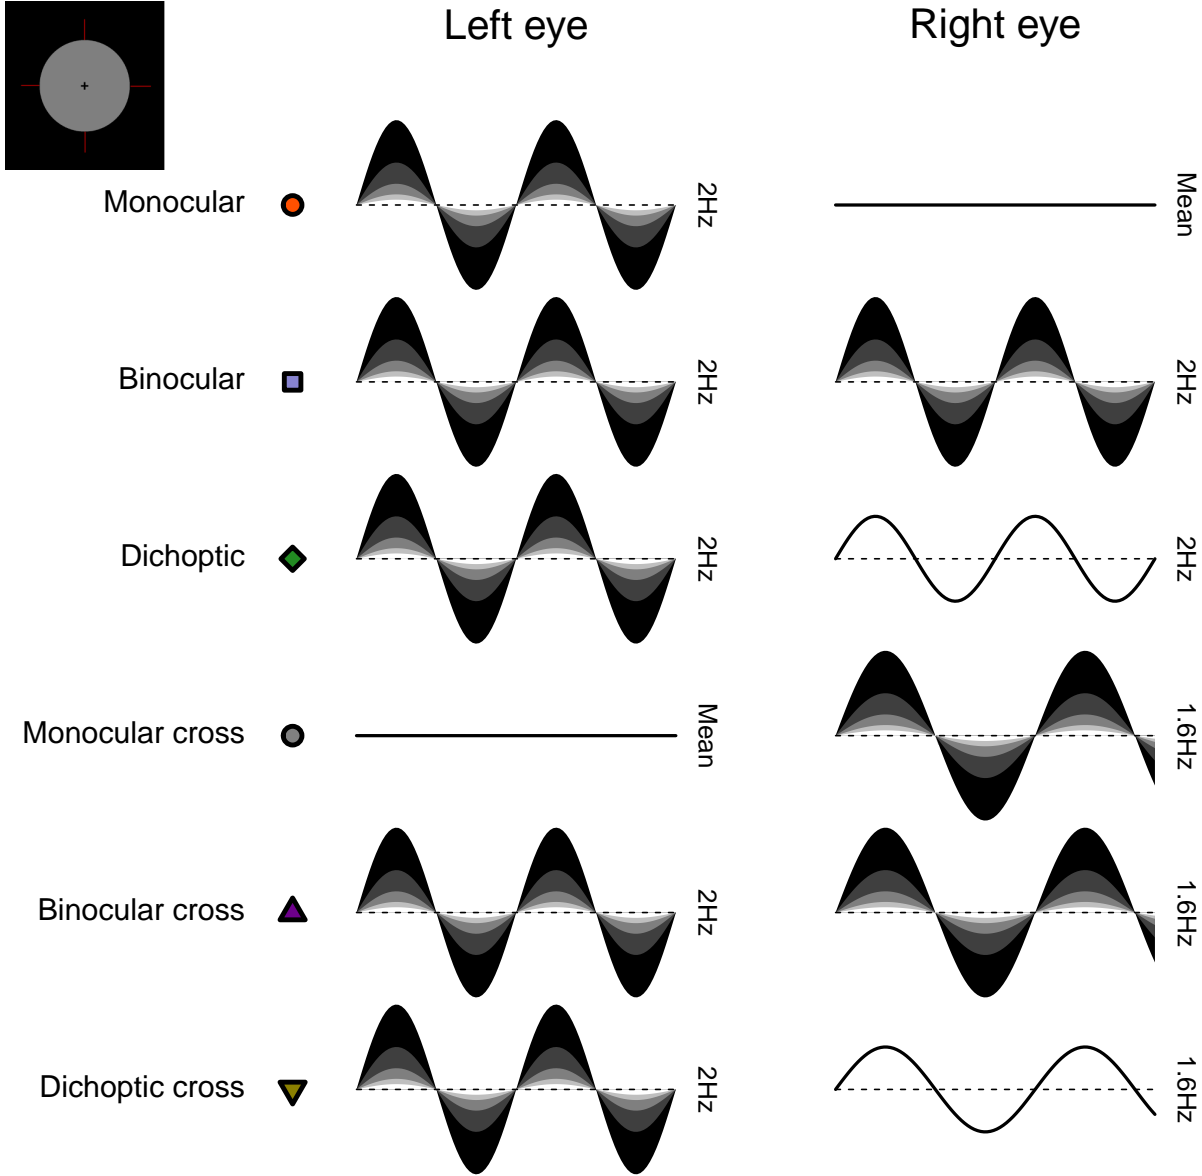 Left eye
Right eye
Monocular
2Hz
Mean
Binocular
2Hz
2Hz
Dichoptic
2Hz
2Hz
Monocular cross
Mean
1.6Hz
Binocular cross
2Hz
1.6Hz
Dichoptic cross
2Hz
1.6Hz